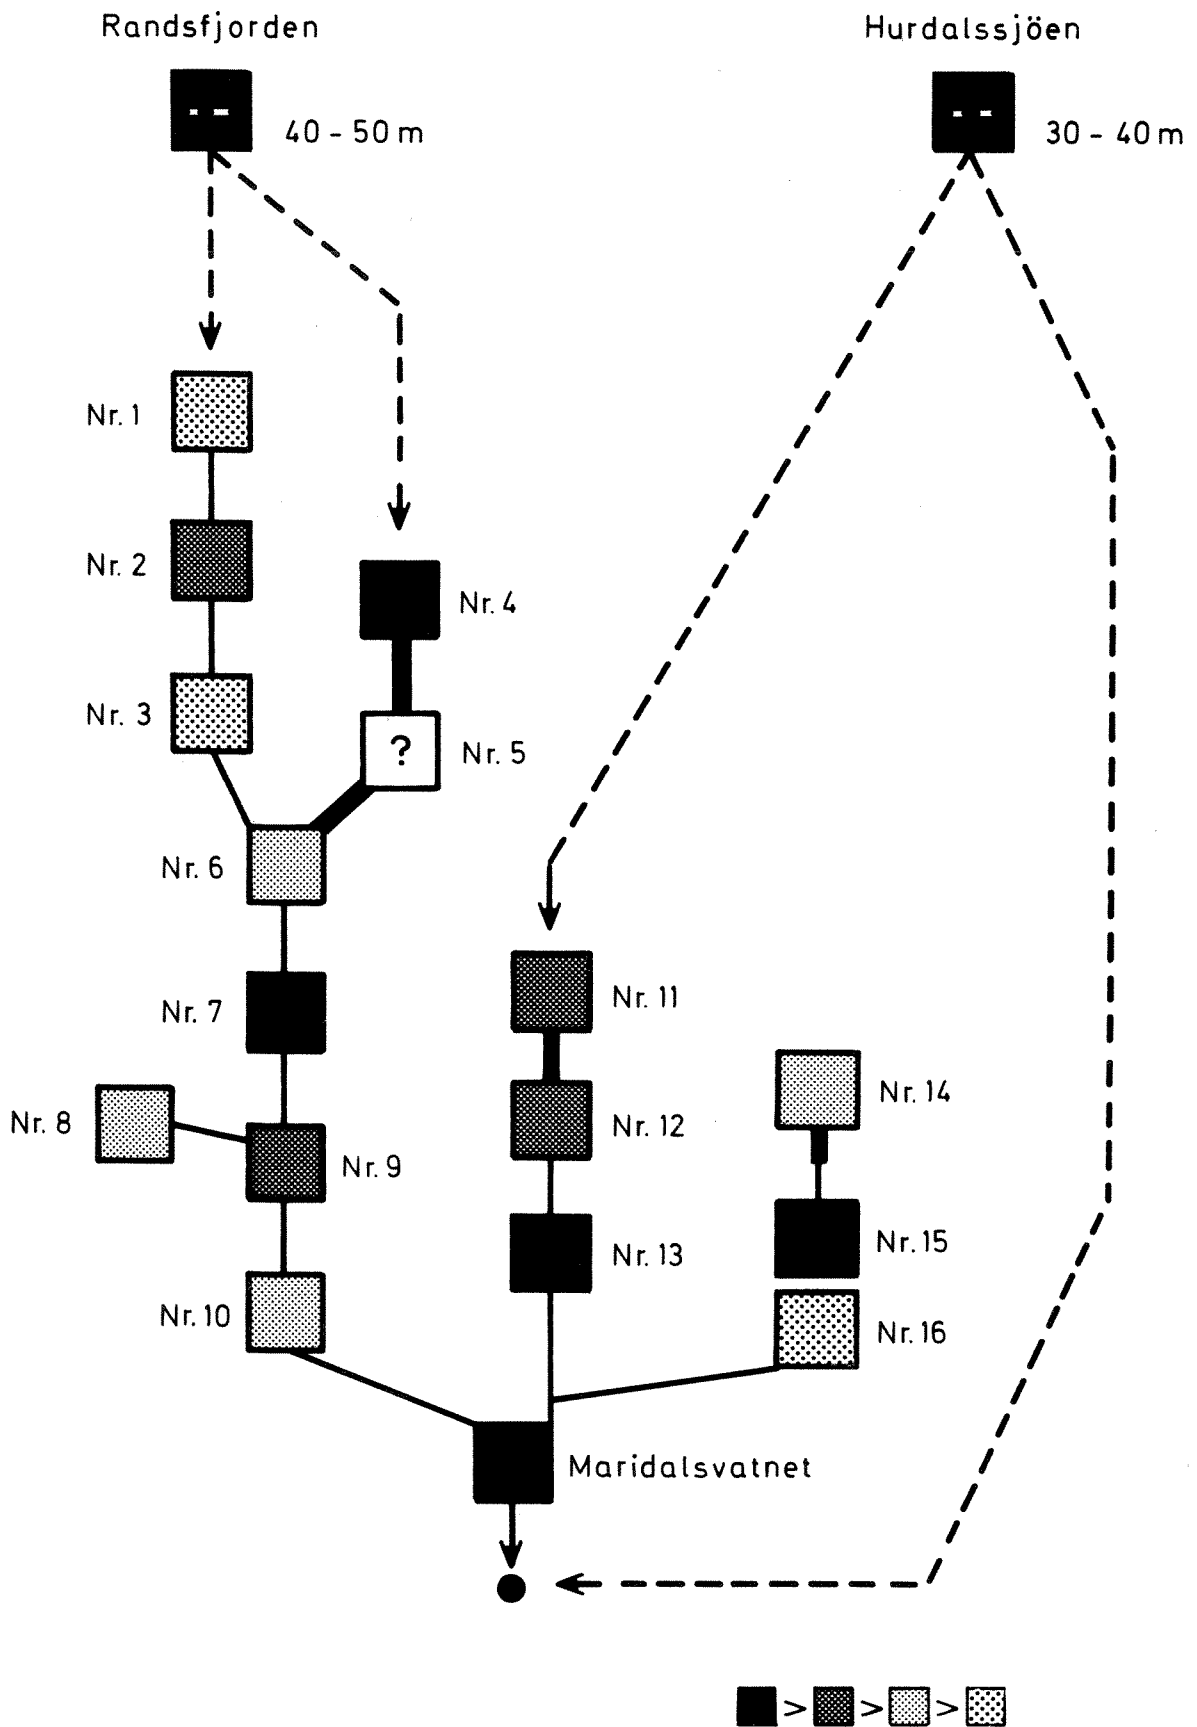 Randsfjorden
Hurdalssjöen
40 - 50 m
30 - 40 m
Nr. 1
Nr. 2
Nr. 4
Nr. 3
? Nr. 5
Nr. 6
Nr. 11
Nr. 7
Nr. 14
Nr. 8
Nr. 12
Nr. 9
Nr. 15
Nr. 13
Nr. 10
Nr. 16
Maridalsvatnet
> > >